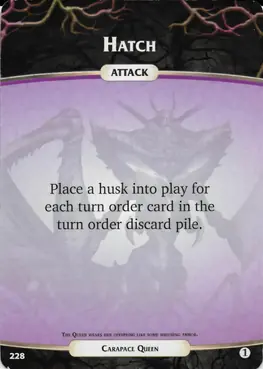 HATCH
ATTACK
Place a husk into play for
each turn order card in the
turn order discard pile.
CARAPACE QUEEN
228
1